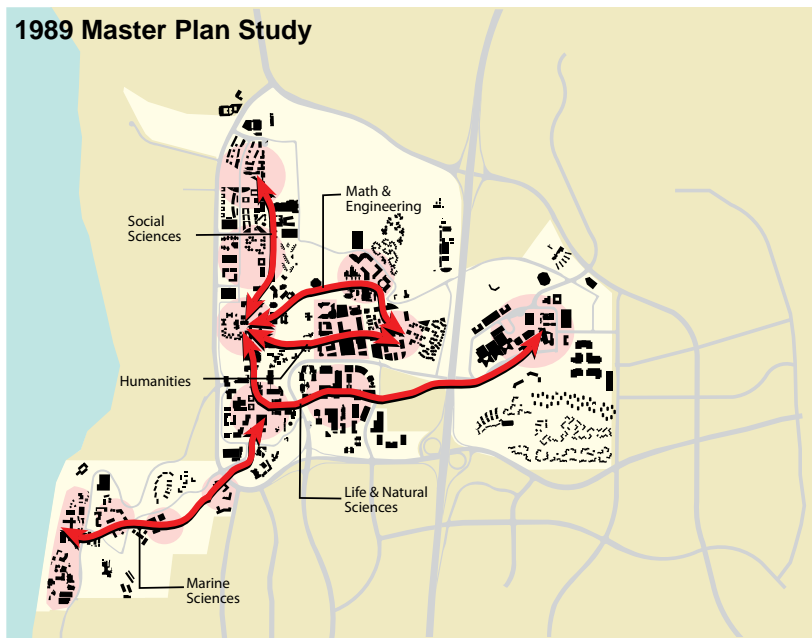 1989 Master Plan Study
Math &
Engineering
Social
Sciences
Humanities
Life & Natural
Sciences
Marine
Sciences